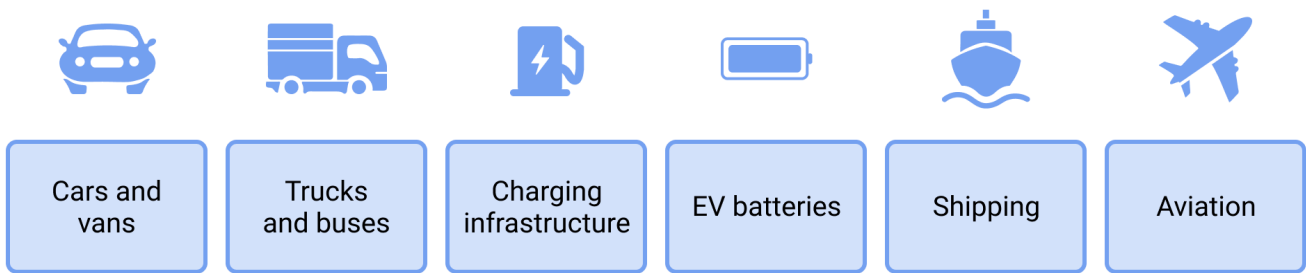 Cars and
vans
Trucks
and buses
Charging
infrastructure
EV batteries
Shipping
Aviation